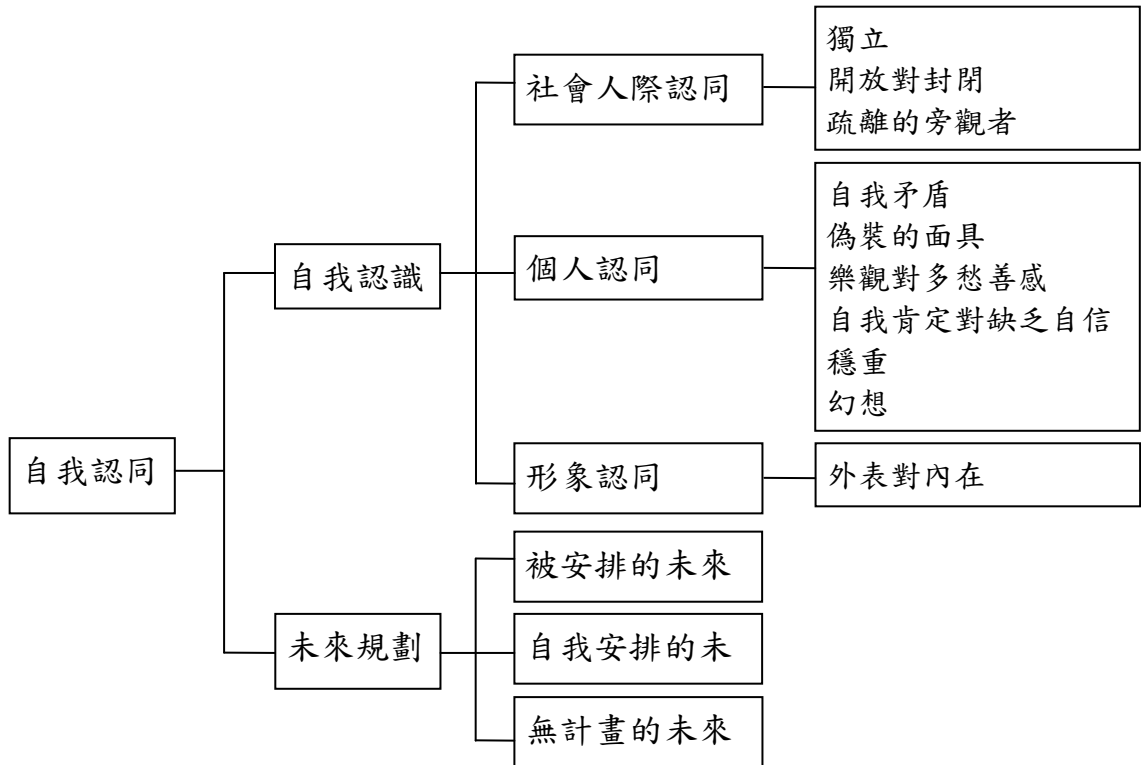 自我認同
自我認識
社會人際認同
獨立
開放對封閉
疏離的旁觀者
個人認同
自我矛盾
偽裝的面具
樂觀對多愁善感
自我肯定對缺乏自信
穩重
幻想
形象認同
外表對內在
未來規劃
被安排的未來
自我安排的未
無計畫的未來